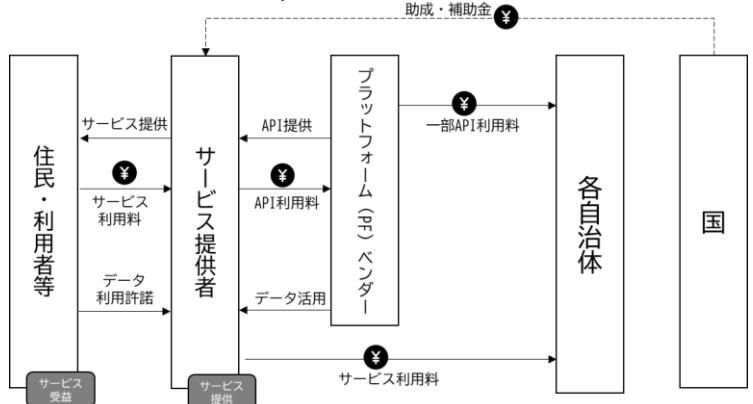 助成・補助金
¥
住民・利用者等
サービス提供者
プラットフォーム（PF）ベンダー
各自治体
国
サービス提供
¥
サービス
利用料
データ
利用許諾
API提供
¥
API利用料
データ活用
¥
一部API利用料
¥
サービス利用料
サービス
受益
サービス
提供